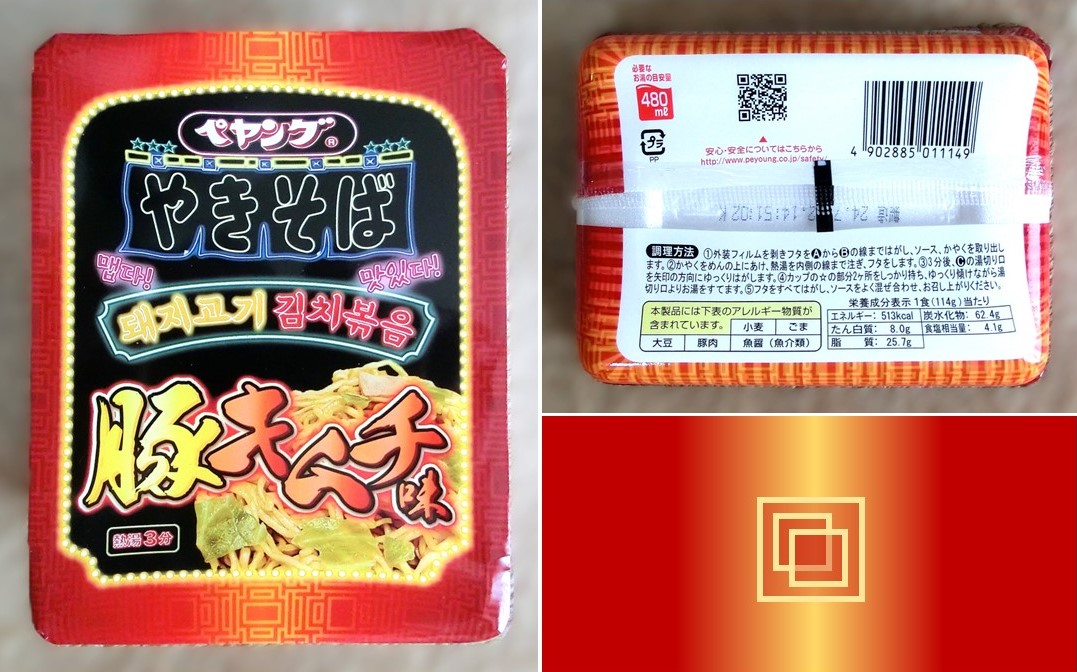 ペヤング®
やきそば
맵다!
맛있다!
돼지고기 김치볶음
豚キムチ味
熱湯3分
必要な
お湯の目安量
480
mℓ
プラ
PP
安心・安全についてはこちらから
http://www.peyoung.co.jp/safety/
4 902885 011149
調理方法 ①外装フィルムを剥きフタをAからBの線まではがし、ソース、かやくを取り出し
ます。②かやくをめんの上にあけ、熱湯を内側の線まで注ぎ、フタをします。③3分後、Cの湯切り口
を矢印の方向にゆっくりはがします。④カップの☆の部分2ヶ所をしっかり持ち、ゆっくり傾けながら湯
切り口よりお湯をすてます。⑤フタをすべてはがし、ソースをよく混ぜ合わせ、お召し上がりください。
本製品には下表のアレルギー物質が
含まれています。
小麦 ごま
大豆 豚肉 魚醤（魚介類）
栄養成分表示 1食(114g)当たり
エネルギー: 513kcal 炭水化物: 62.4g
たん白質: 8.0g 食塩相当量: 4.1g
脂 質: 25.7g